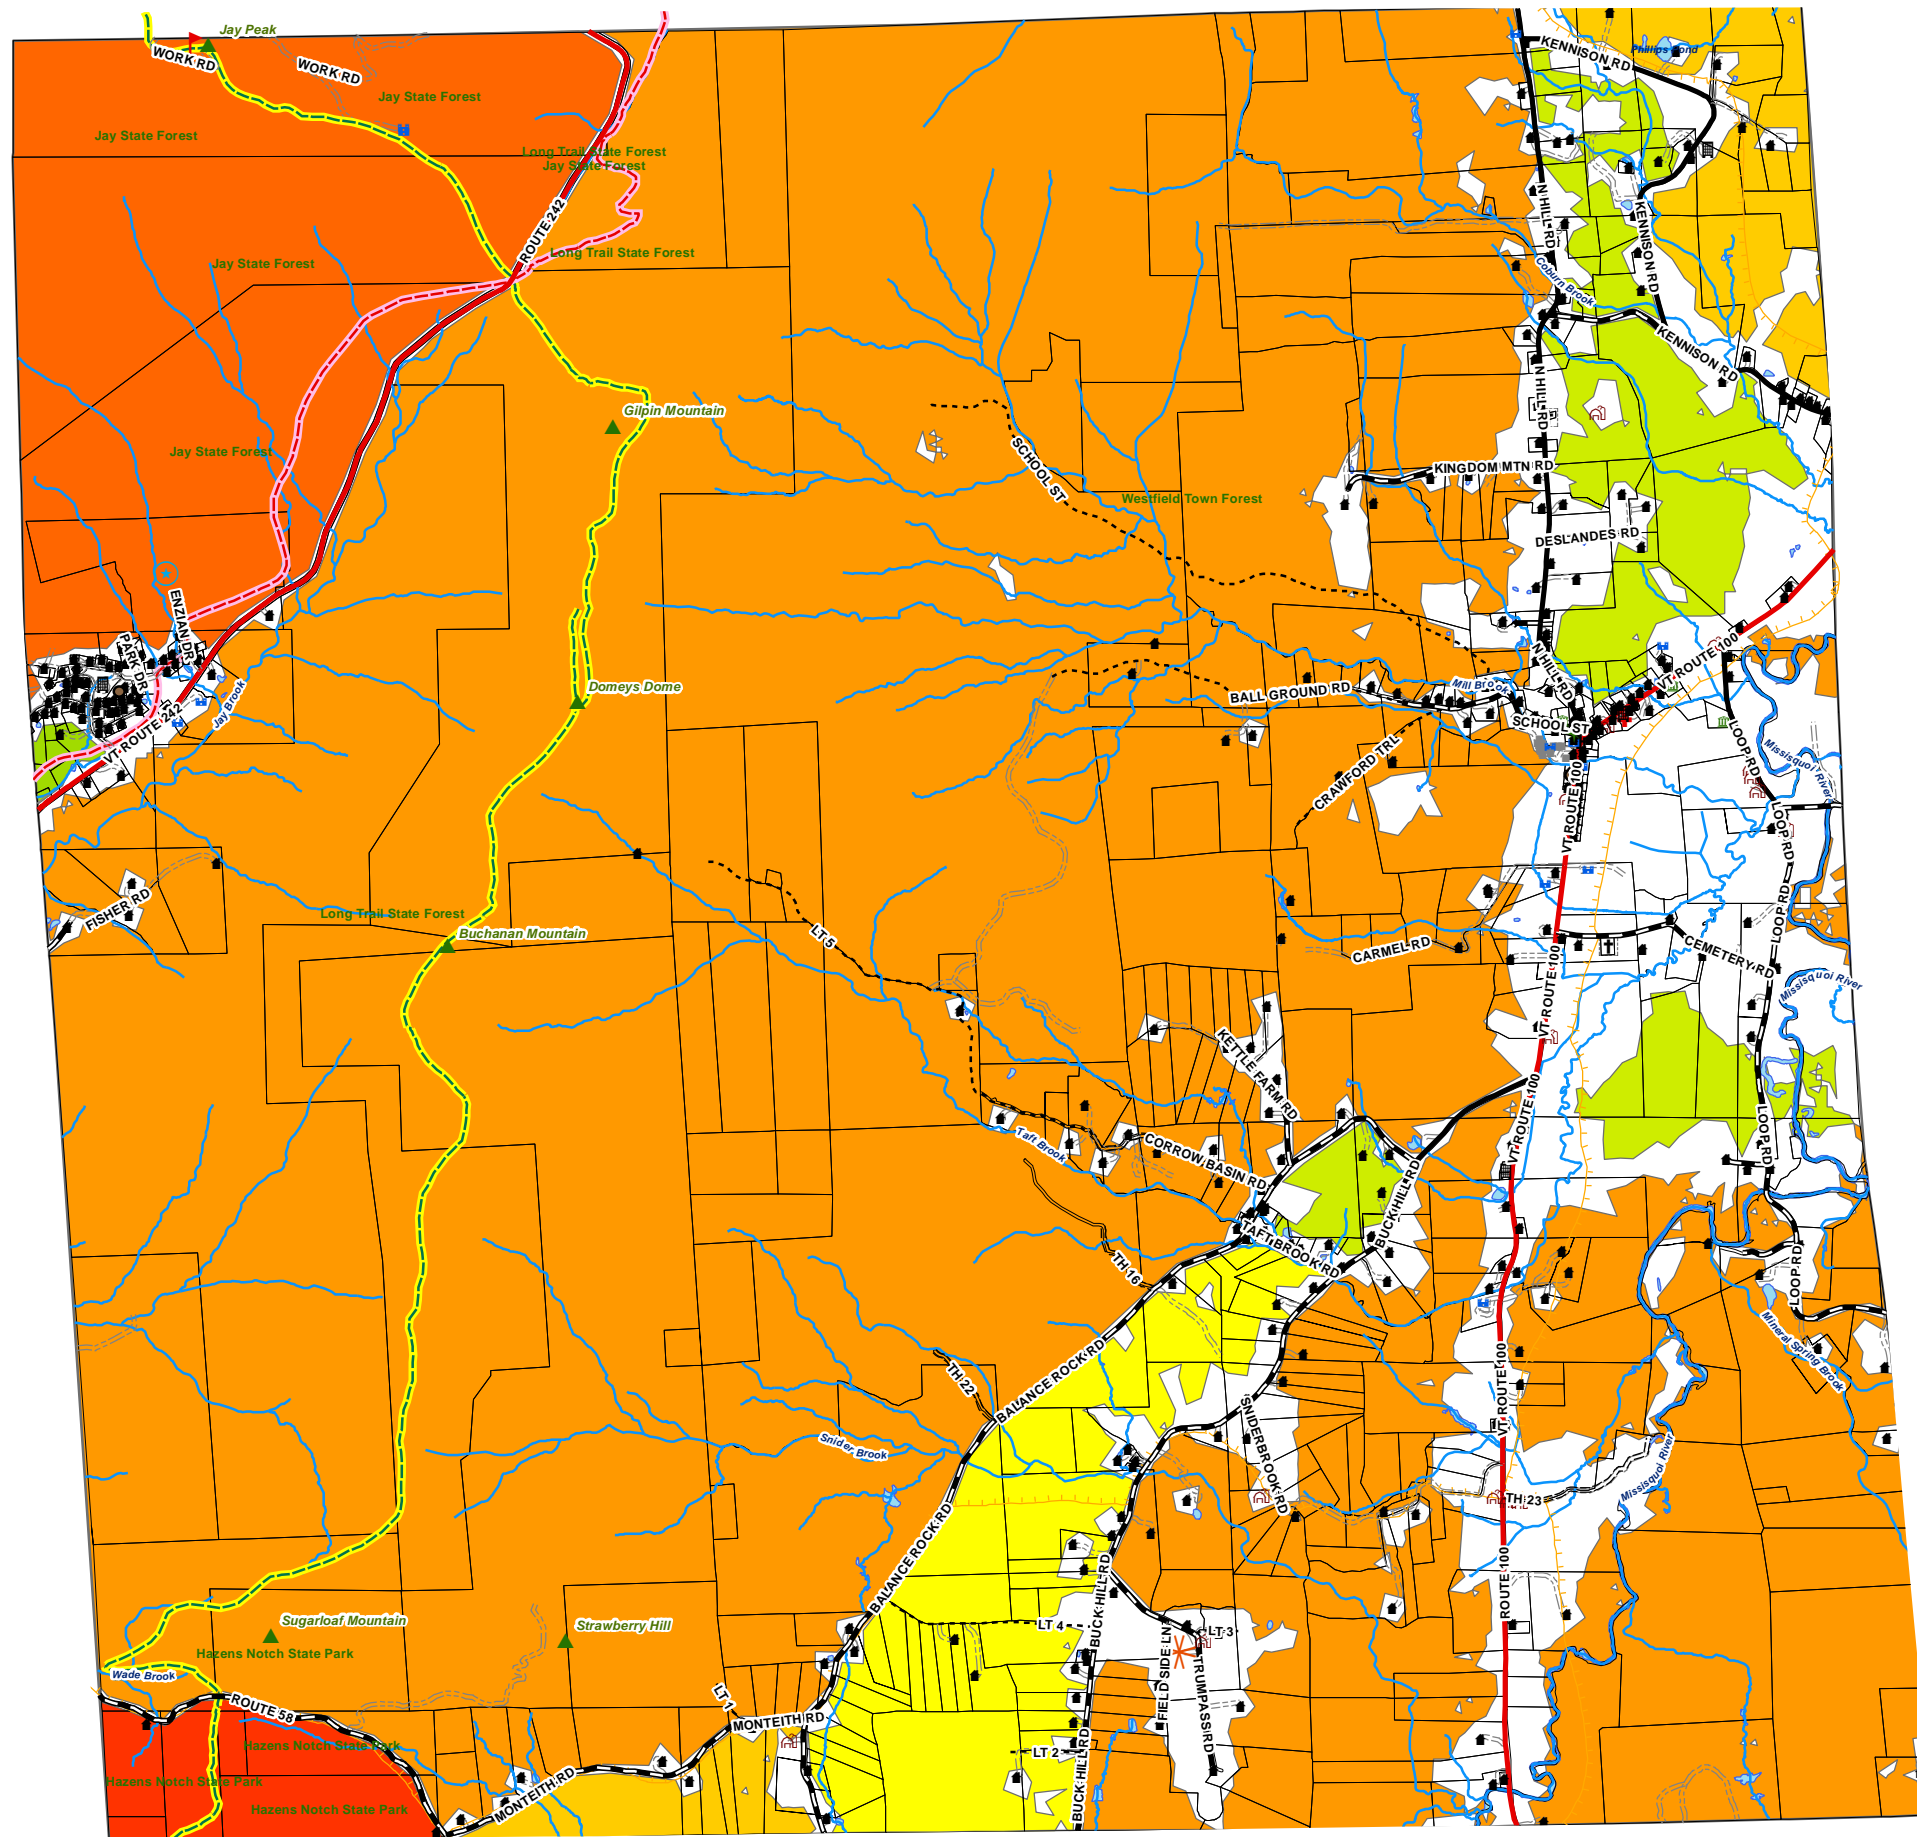 Jay Peak
WORK RD
WORK RD
KENNISON RD
Phillips Pond
Jay State Forest
Jay State Forest
Long Trail State Forest
Jay State Forest
ROUTE 242
N HILL RD
KENNISON RD
Long Trail State Forest
Jay State Forest
Coburn Brook
KENNISON RD
N HILL RD
Gilpin Mountain
Jay State Forest
SCHOOL ST
KINGDOM MTN RD
Westfield Town Forest
DESLANDES RD
ENZIAN DR
PARK DR
N HILL RD
VT ROUTE 100
Domeys Dome
Mill Brook
BALL GROUND RD
Jay Brook
VT ROUTE 242
SCHOOL ST
LOOP RD
Missisquoi River
CRAWFORD TRL
VT ROUTE 100
LOOP RD
FISHER RD
Long Trail State Forest
LOOP RD
Buchanan Mountain
LT 5
CARMEL RD
CEMETERY RD
VT ROUTE 100
Missisquoi River
KETTLE FARM RD
VT ROUTE 100
Taft Brook
CORROW BASIN RD
LOOP RD
BUCK HILL RD
TAFT BROOK RD
TH 16
LOOP RD
Mineral Spring Brook
BALANCE ROCK RD
TH 22
VT ROUTE 100
SNIDERBROOK RD
Snider Brook
Missisquoi River
TH 23
BALANCE ROCK RD
ROUTE 100
BUCK HILL RD
Sugarloaf Mountain
Strawberry Hill
LT 4
LT 3
Hazens Notch State Park
FIELD SIDE LN
TRUMPASS RD
Wade Brook
LT 1
ROUTE 58
MONTEITH RD
Hazens Notch State Park
LT 2
BUCK HILL RD
Hazens Notch State Park
MONTEITH RD
Hazens Notch State Park